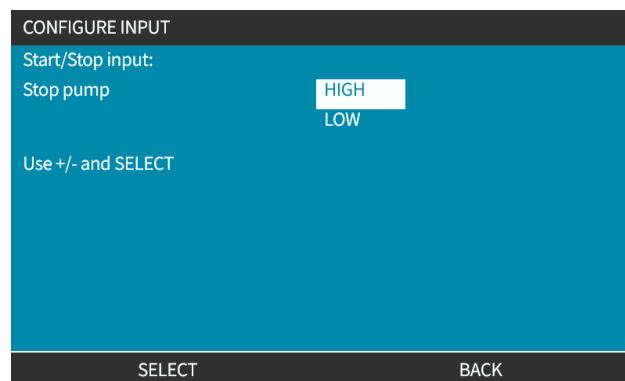 CONFIGURE INPUT
Start/Stop input:
Stop pump HIGH
LOW
Use +/- and SELECT
SELECT BACK